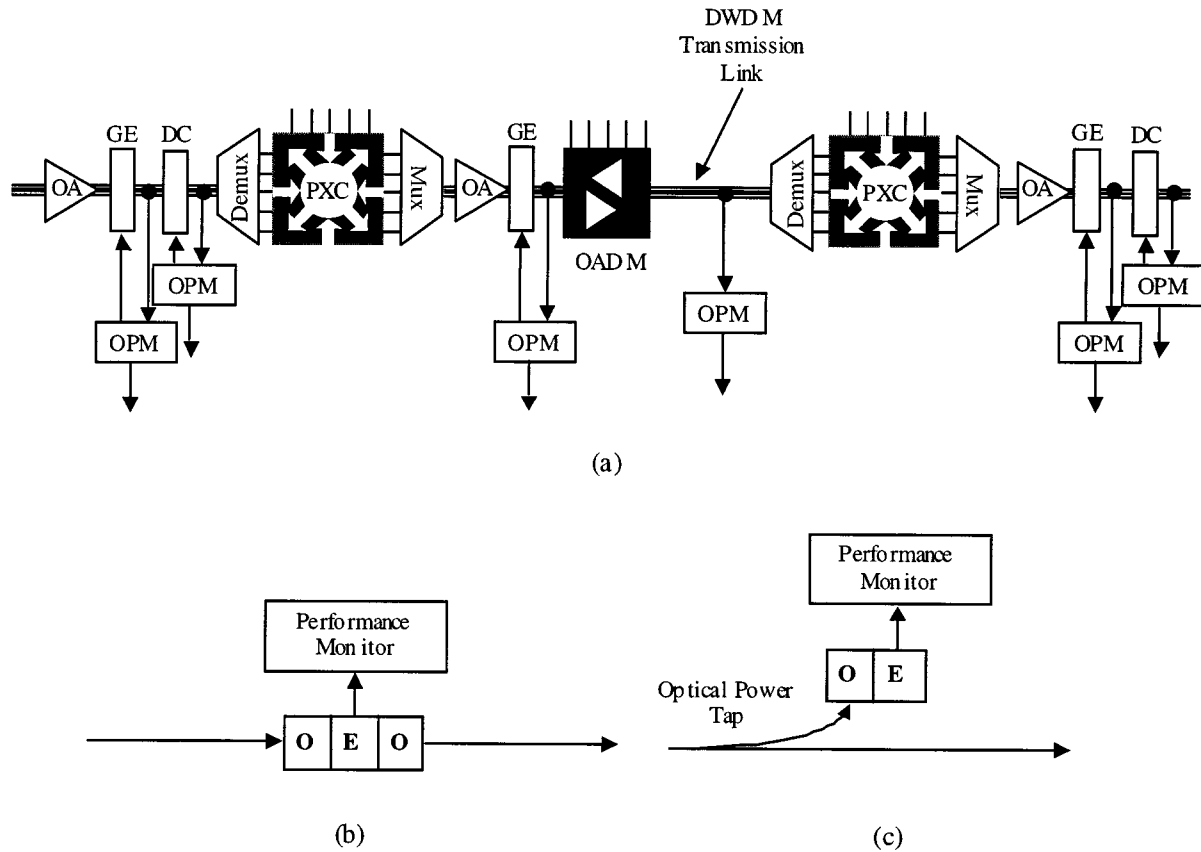 DWDM
Transmission
Link
GE
DC
OA
Demux
PXC
Mux
OA
GE
OADM
Demux
PXC
Mux
OA
GE
DC
OPM
OPM
OPM
OPM
OPM
OPM
(a)
Performance
Monitor
O E O
(b)
Performance
Monitor
O E
Optical Power
Tap
(c)